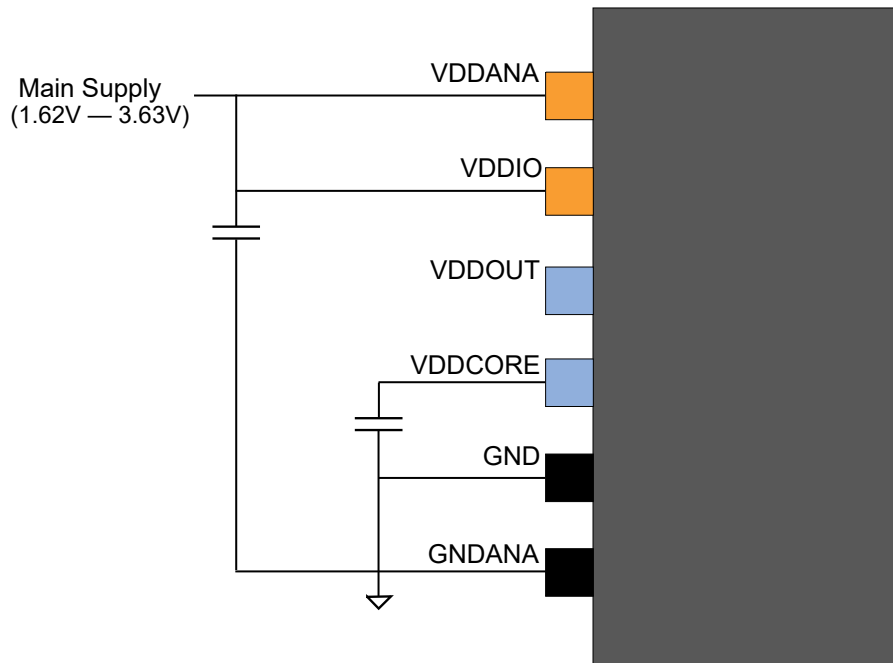 VDDANA
Main Supply
(1.62V — 3.63V)
VDDIO
VDDOUT
VDDCORE
GND
GNDANA